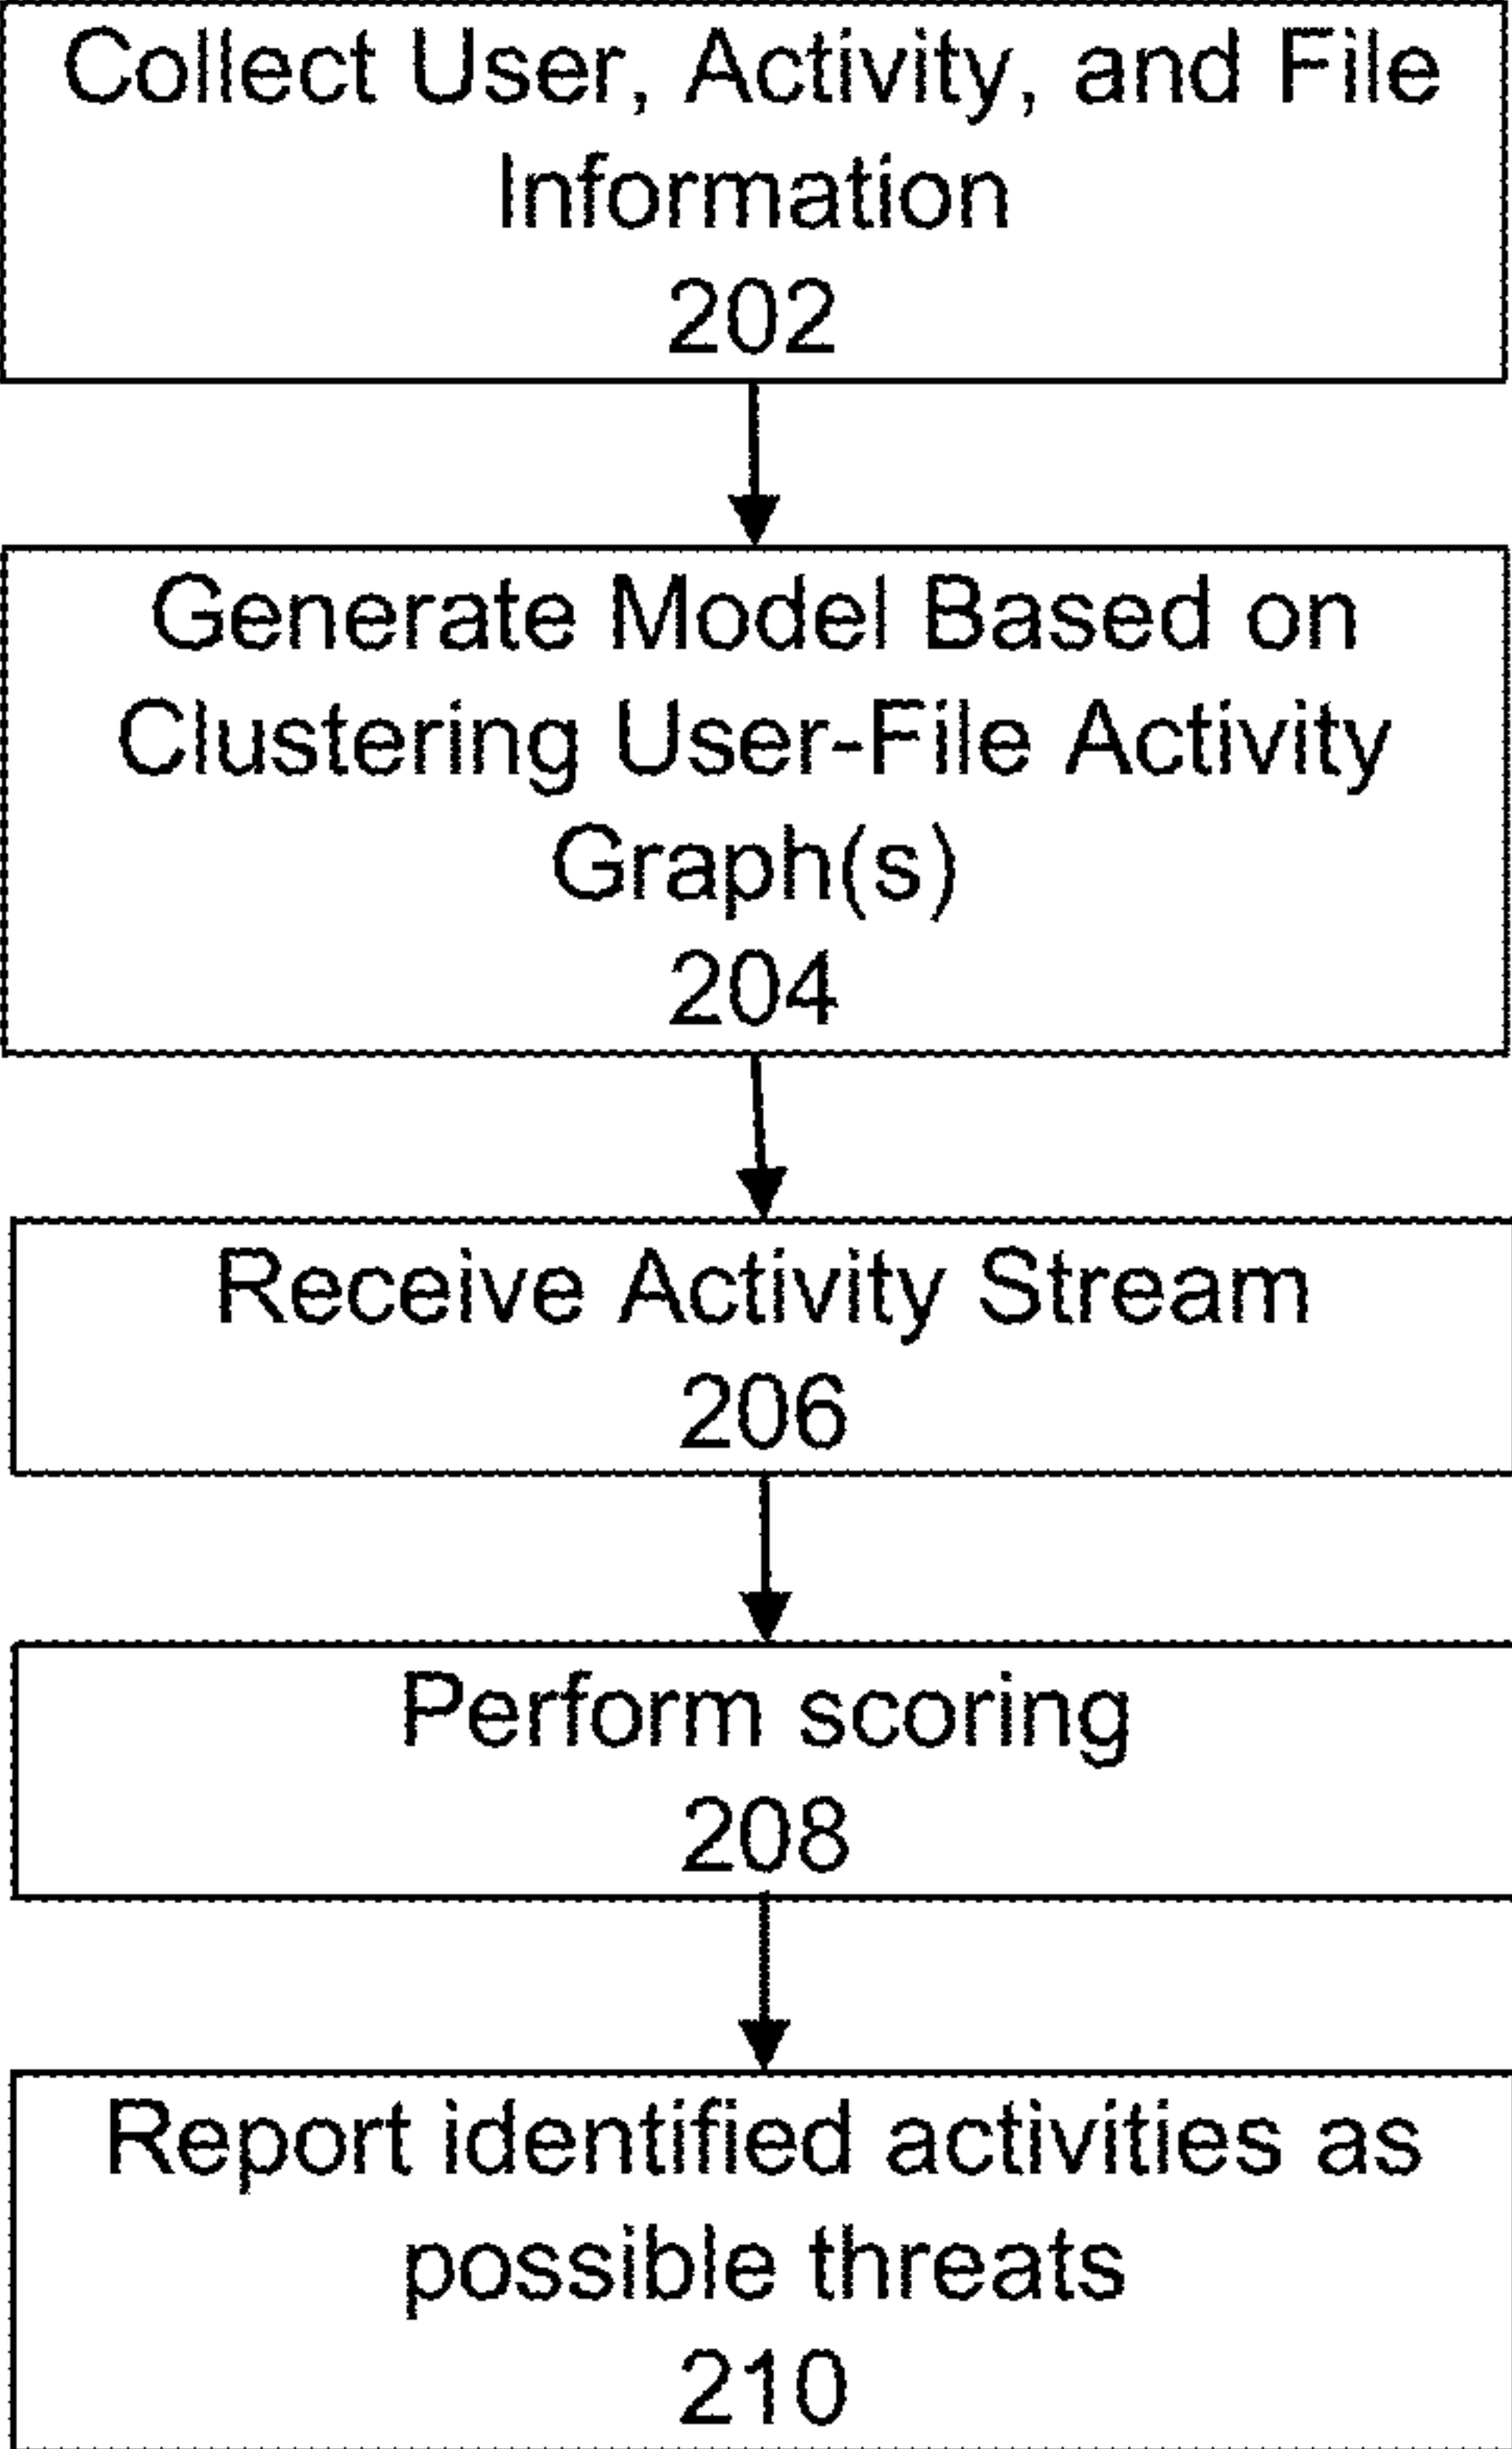 Collect User, Activity, and File
Information
202
Generate Model Based on
Clustering User-File Activity
Graph(s)
204
Receive Activity Stream
206
Perform scoring
208
Report identified activities as
possible threats
210